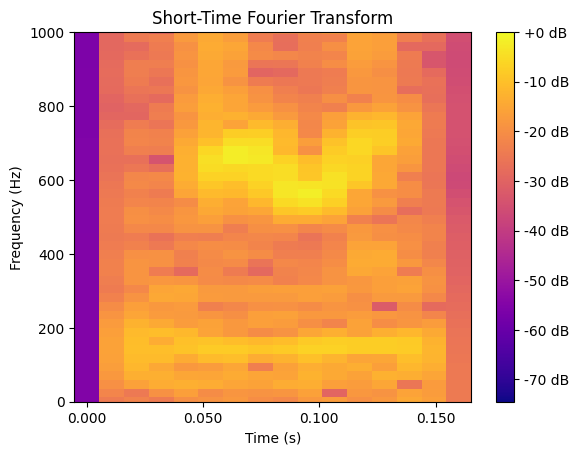 Short-Time Fourier Transform
Frequency (Hz)
1000
800
600
400
200
0
0.000
0.050
0.100
0.150
Time (s)
+0 dB
-10 dB
-20 dB
-30 dB
-40 dB
-50 dB
-60 dB
-70 dB